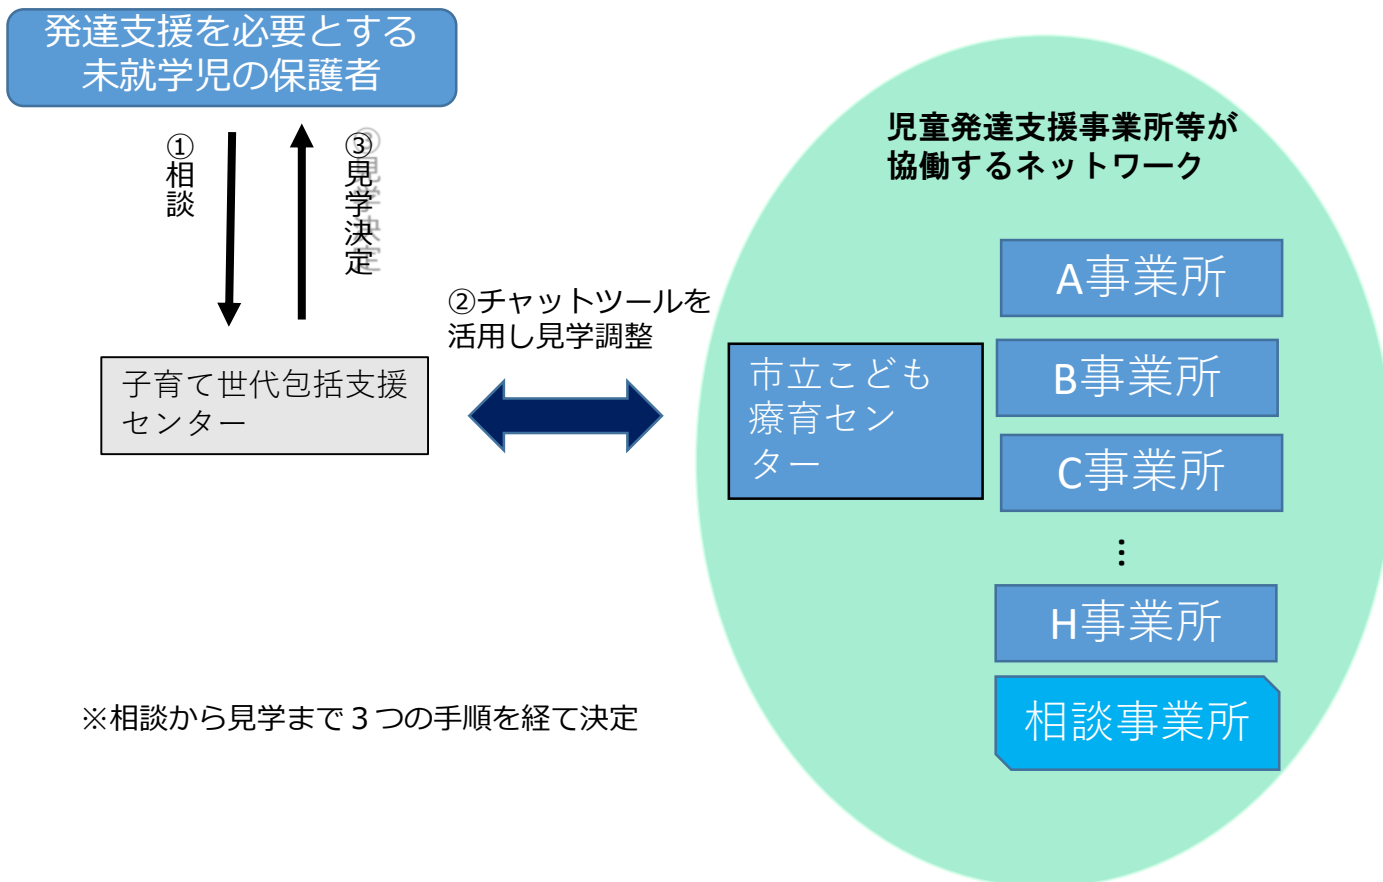 発達支援を必要とする
未就学児の保護者
①相談
③見学決定
児童発達支援事業所等が
協働するネットワーク
②チャットツールを
活用し見学調整
子育て世代包括支援
センター
市立こども
療育セン
ター
A事業所
B事業所
C事業所
…
H事業所
相談事業所
※相談から見学まで３つの手順を経て決定